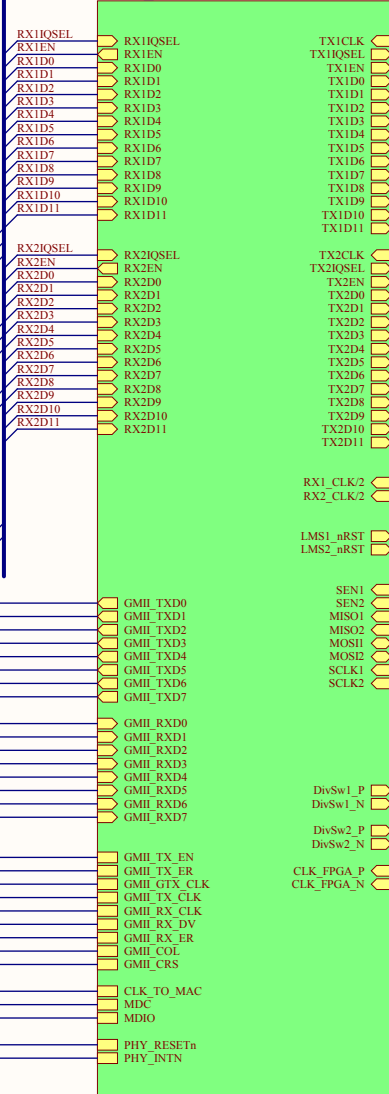 RX1IQSEL
RX1EN
RX1D0
RX1D1
RX1D2
RX1D3
RX1D4
RX1D5
RX1D6
RX1D7
RX1D8
RX1D9
RX1D10
RX1D11
RX2IQSEL
RX2EN
RX2D0
RX2D1
RX2D2
RX2D3
RX2D4
RX2D5
RX2D6
RX2D7
RX2D8
RX2D9
RX2D10
RX2D11
RX1IQSEL
RX1EN
RX1D0
RX1D1
RX1D2
RX1D3
RX1D4
RX1D5
RX1D6
RX1D7
RX1D8
RX1D9
RX1D10
RX1D11
RX2IQSEL
RX2EN
RX2D0
RX2D1
RX2D2
RX2D3
RX2D4
RX2D5
RX2D6
RX2D7
RX2D8
RX2D9
RX2D10
RX2D11
GMII_TXD0
GMII_TXD1
GMII_TXD2
GMII_TXD3
GMII_TXD4
GMII_TXD5
GMII_TXD6
GMII_TXD7
GMII_RXD0
GMII_RXD1
GMII_RXD2
GMII_RXD3
GMII_RXD4
GMII_RXD5
GMII_RXD6
GMII_RXD7
GMII_TX_EN
GMII_TX_ER
GMII_GTX_CLK
GMII_TX_CLK
GMII_RX_CLK
GMII_RX_DV
GMII_RX_ER
GMII_COL
GMII_CRS
CLK_TO_MAC
MDC
MDIO
PHY_RESETn
PHY_INTN
TX1CLK
TX1IQSEL
TX1EN
TX1D0
TX1D1
TX1D2
TX1D3
TX1D4
TX1D5
TX1D6
TX1D7
TX1D8
TX1D9
TX1D10
TX1D11
TX2CLK
TX2IQSEL
TX2EN
TX2D0
TX2D1
TX2D2
TX2D3
TX2D4
TX2D5
TX2D6
TX2D7
TX2D8
TX2D9
TX2D10
TX2D11
RX1_CLK/2
RX2_CLK/2
LMS1_nRST
LMS2_nRST
SEN1
SEN2
MISO1
MISO2
MOSI1
MOSI2
SCLK1
SCLK2
DivSw1_P
DivSw1_N
DivSw2_P
DivSw2_N
CLK_FPGA_P
CLK_FPGA_N